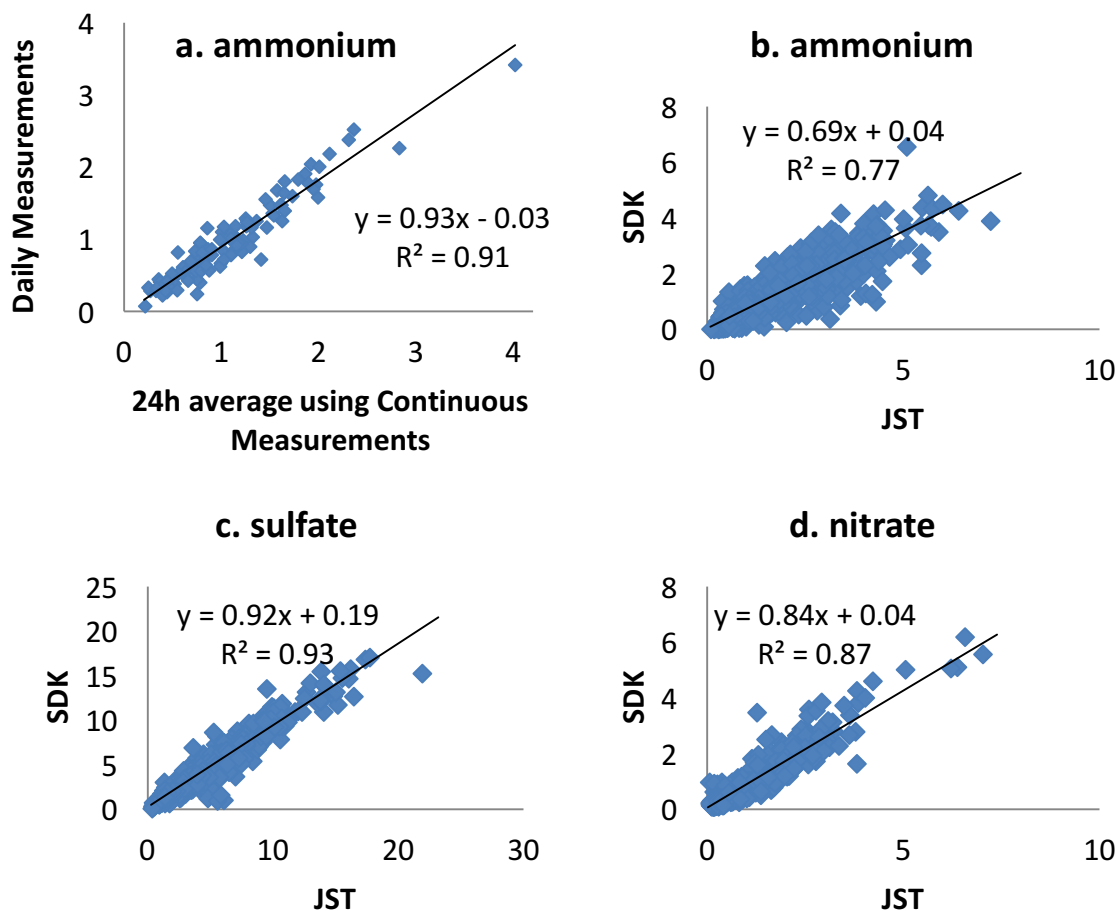 a. ammonium
Daily Measurements
4
3
2
1
0
y = 0.93x - 0.03
R² = 0.91
0 1 2 3 4
24h average using Continuous
Measurements
b. ammonium
SDK
8
6
4
2
0
y = 0.69x + 0.04
R² = 0.77
0 5 10
JST
c. sulfate
SDK
25
20
15
10
5
0
y = 0.92x + 0.19
R² = 0.93
0 10 20 30
JST
d. nitrate
SDK
8
6
4
2
0
y = 0.84x + 0.04
R² = 0.87
0 5 10
JST